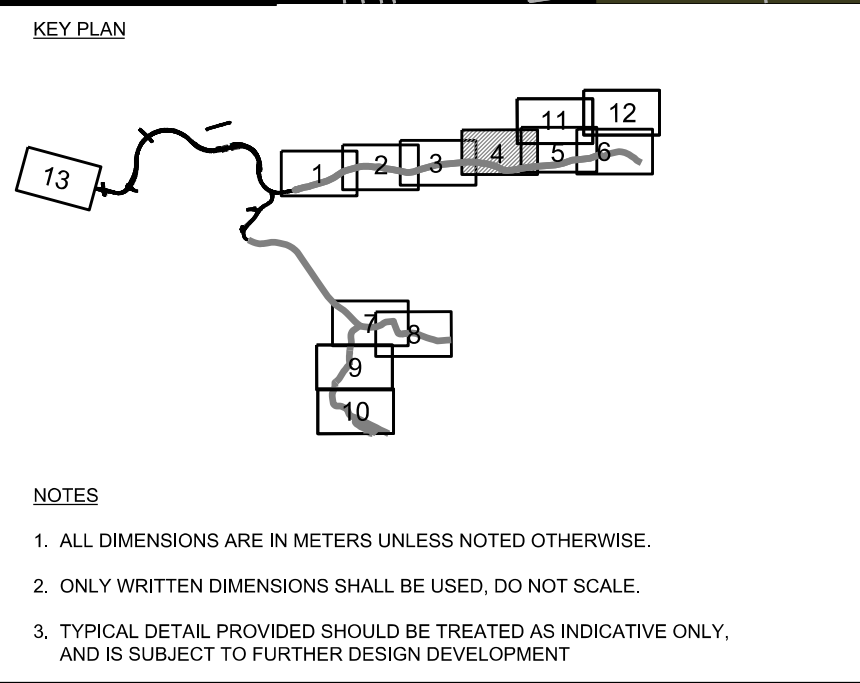 KEY PLAN
12
11
13
1
2
3
4
5
6
7
8
9
10
NOTES
1. ALL DIMENSIONS ARE IN METERS UNLESS NOTED OTHERWISE.
2. ONLY WRITTEN DIMENSIONS SHALL BE USED, DO NOT SCALE.
3. TYPICAL DETAIL PROVIDED SHOULD BE TREATED AS INDICATIVE ONLY,
AND IS SUBJECT TO FURTHER DESIGN DEVELOPMENT